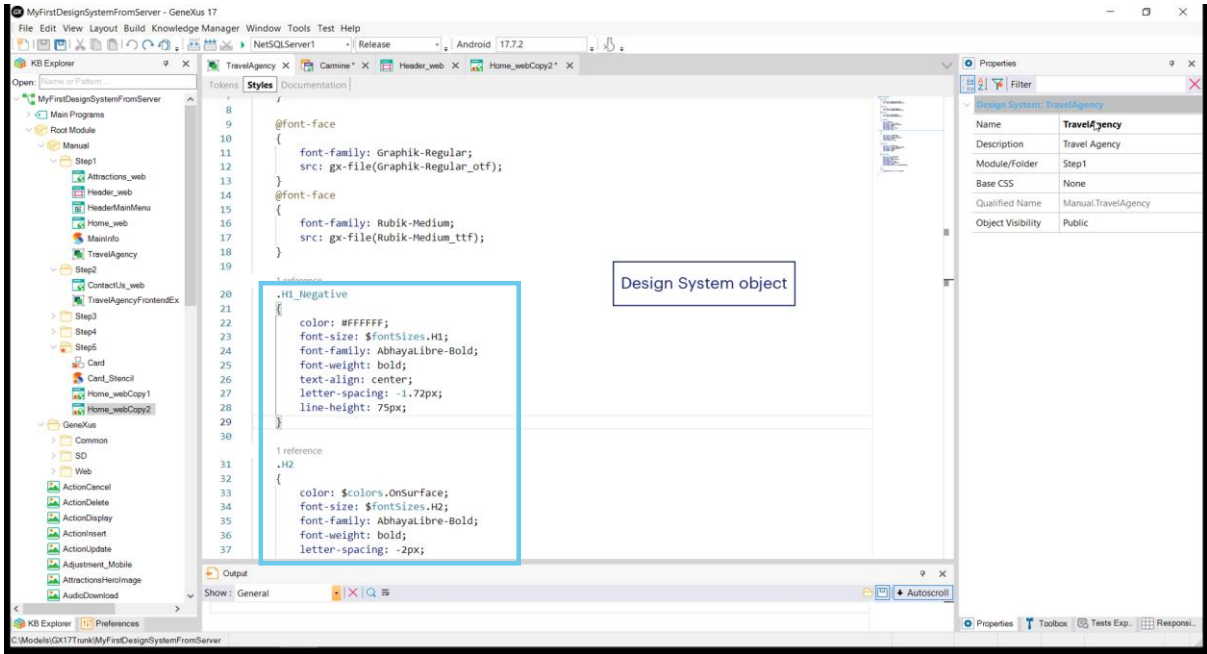 MyFirstDesignSystemFromServer - GeneXus 17
File Edit View Layout Build Knowledge Manager Window Tools Test Help
NetSQLServer1 Release Android 17.7.2
KB Explorer
Open: Name or Pattern...
MyFirstDesignSystemFromServer
Main Programs
Root Module
Manual
Step1
Attractions_web
Header_web
HeaderMainMenu
Home_web
MainInfo
TravelAgency
Step2
ContactUs_web
TravelAgencyFrontendEx
Step3
Step4
Step5
Card
Card_Stencil
Home_webCopy1
Home_webCopy2
GeneXus
Common
SD
Web
ActionCancel
ActionDelete
ActionDisplay
ActionInsert
ActionUpdate
Adjustment_Mobile
AttractionsHeroImage
AudioDownload
KB Explorer Preferences
TravelAgency Carmine * Header_web Home_webCopy2 *
Tokens Styles Documentation
8
9 @font-face
10 {
11 font-family: Graphik-Regular;
12 src: gx-file(Graphik-Regular_otf);
13 }
14 @font-face
15 {
16 font-family: Rubik-Medium;
17 src: gx-file(Rubik-Medium_ttf);
18 }
19
1 reference
20 .H1_Negative
21 {
22 color: #FFFFFF;
23 font-size: $fontSizes.H1;
24 font-family: AbhayaLibre-Bold;
25 font-weight: bold;
26 text-align: center;
27 letter-spacing: -1.72px;
28 line-height: 75px;
29 }
30
1 reference
31 .H2
32 {
33 color: $colors.OnSurface;
34 font-size: $fontSizes.H2;
35 font-family: AbhayaLibre-Bold;
36 font-weight: bold;
37 letter-spacing: -2px;
Design System object
Output
Show: General Autoscroll
Properties
Filter
Design System: TravelAgency
Name TravelAgency
Description Travel Agency
Module/Folder Step1
Base CSS None
Qualified Name Manual.TravelAgency
Object Visibility Public
Properties Toolbox Tests Exp... Responsi...
C:\Models\GX17Trunk\MyFirstDesignSystemFromServer